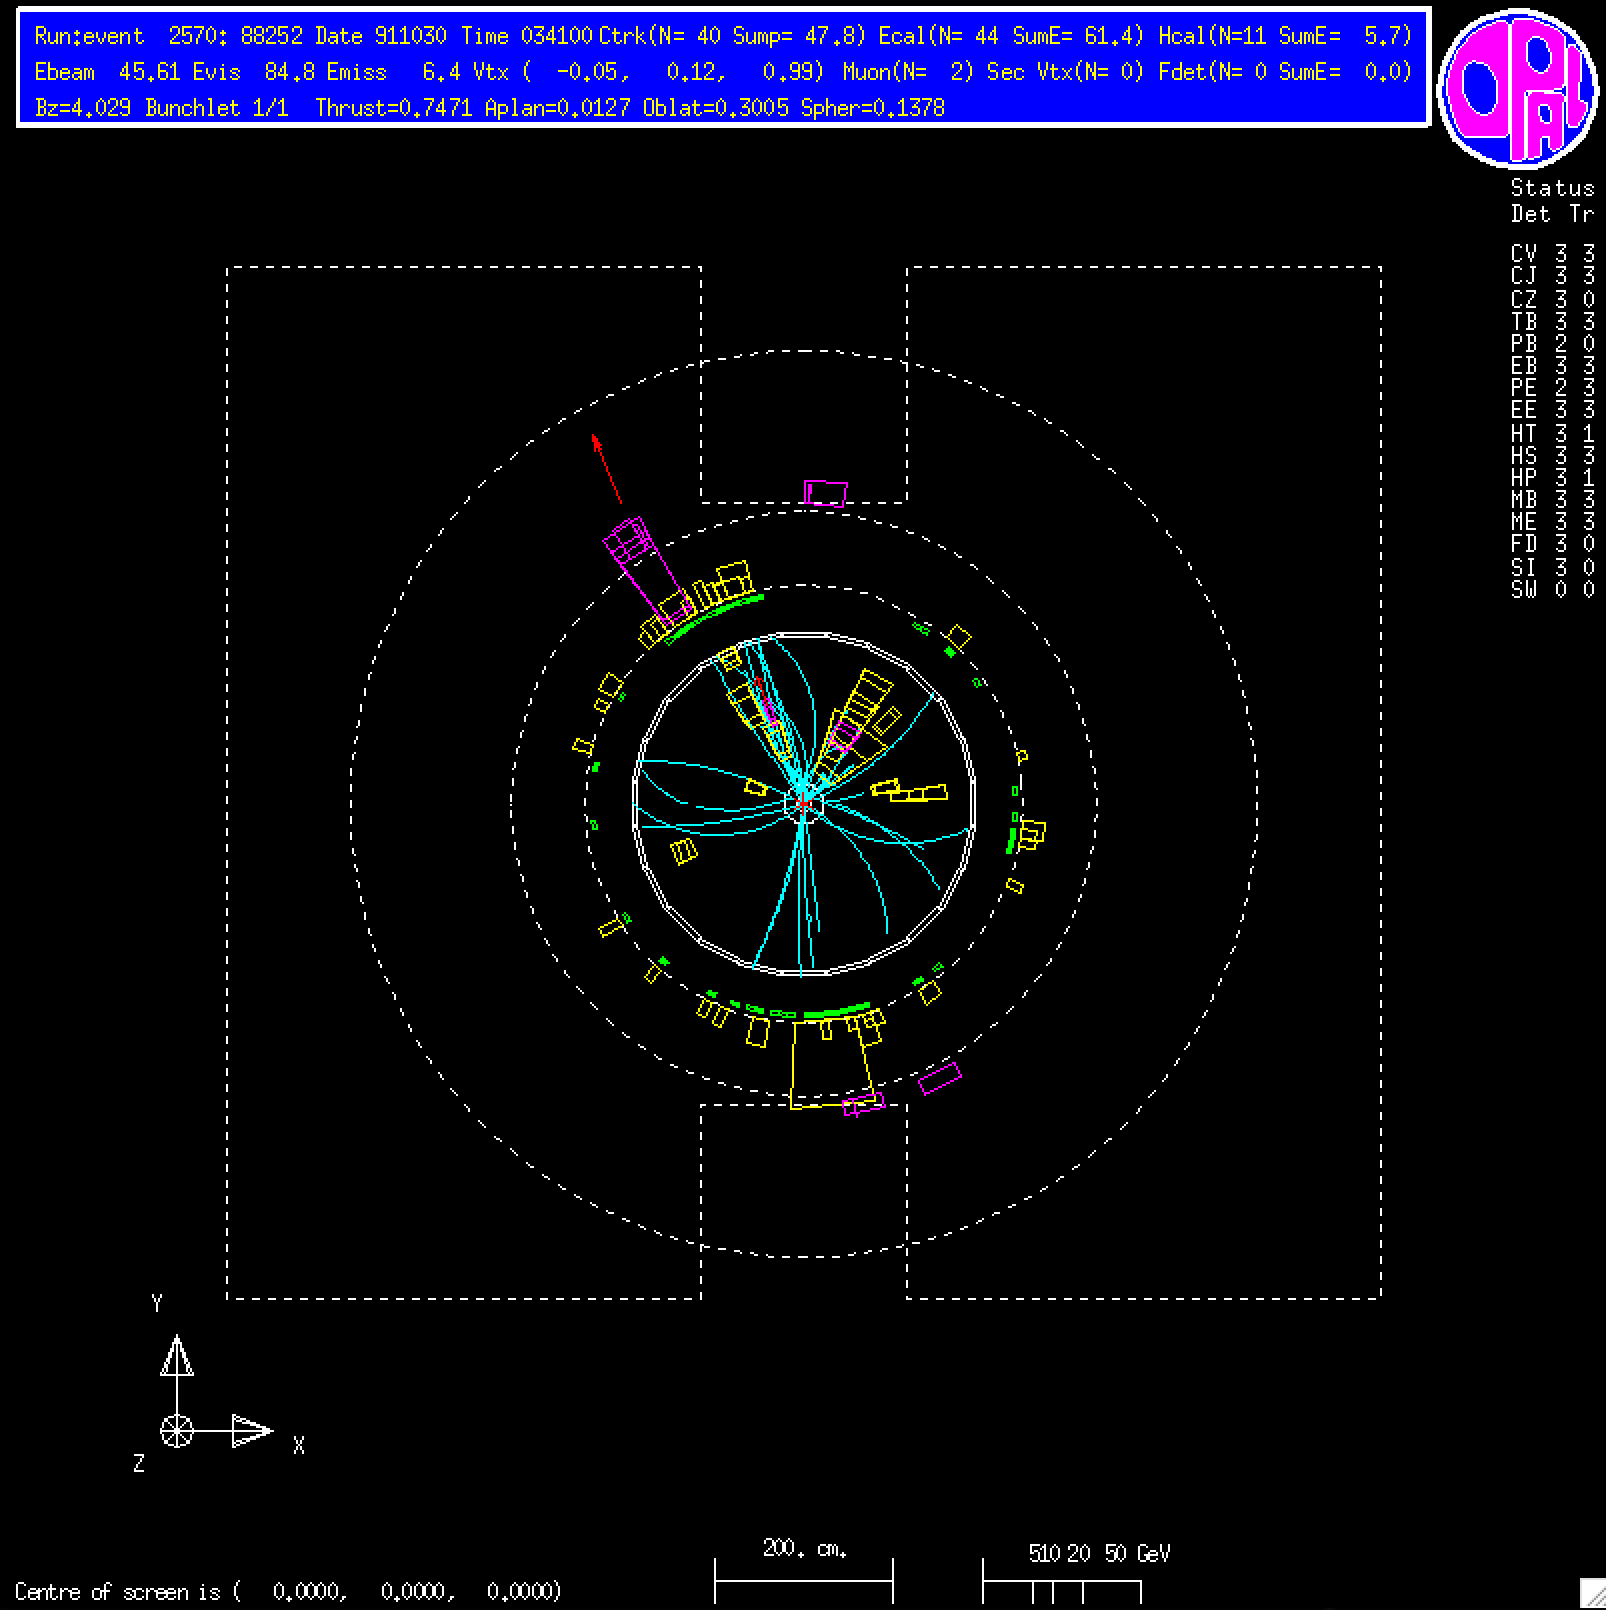 Run:event 2570: 88252 Date 911030 Time 034100 Ctrk(N= 40 Sump= 47.8) Ecal(N= 44 SumE= 61.4) Hcal(N=11 SumE= 5.7)
Ebeam 45.61 Evis 84.8 Emiss 6.4 Vtx ( -0.05, 0.12, 0.99) Muon(N= 2) Sec Vtx(N= 0) Fdet(N= 0 SumE= 0.0)
Bz=4.029 Bunchlet 1/1 Thrust=0.7471 Aplan=0.0127 Oblat=0.3005 Spher=0.1378
OPAL
Status
Det Tr
CV 3 3
CJ 3 3
CZ 3 0
TB 3 3
PB 2 0
EB 3 3
PE 2 3
EE 3 3
HT 3 1
HS 3 3
HP 3 1
MB 3 3
ME 3 3
FD 3 0
SI 3 0
SW 0 0
Y
X
Z
200. cm.
510 20 50 GeV
Centre of screen is ( 0.0000, 0.0000, 0.0000)